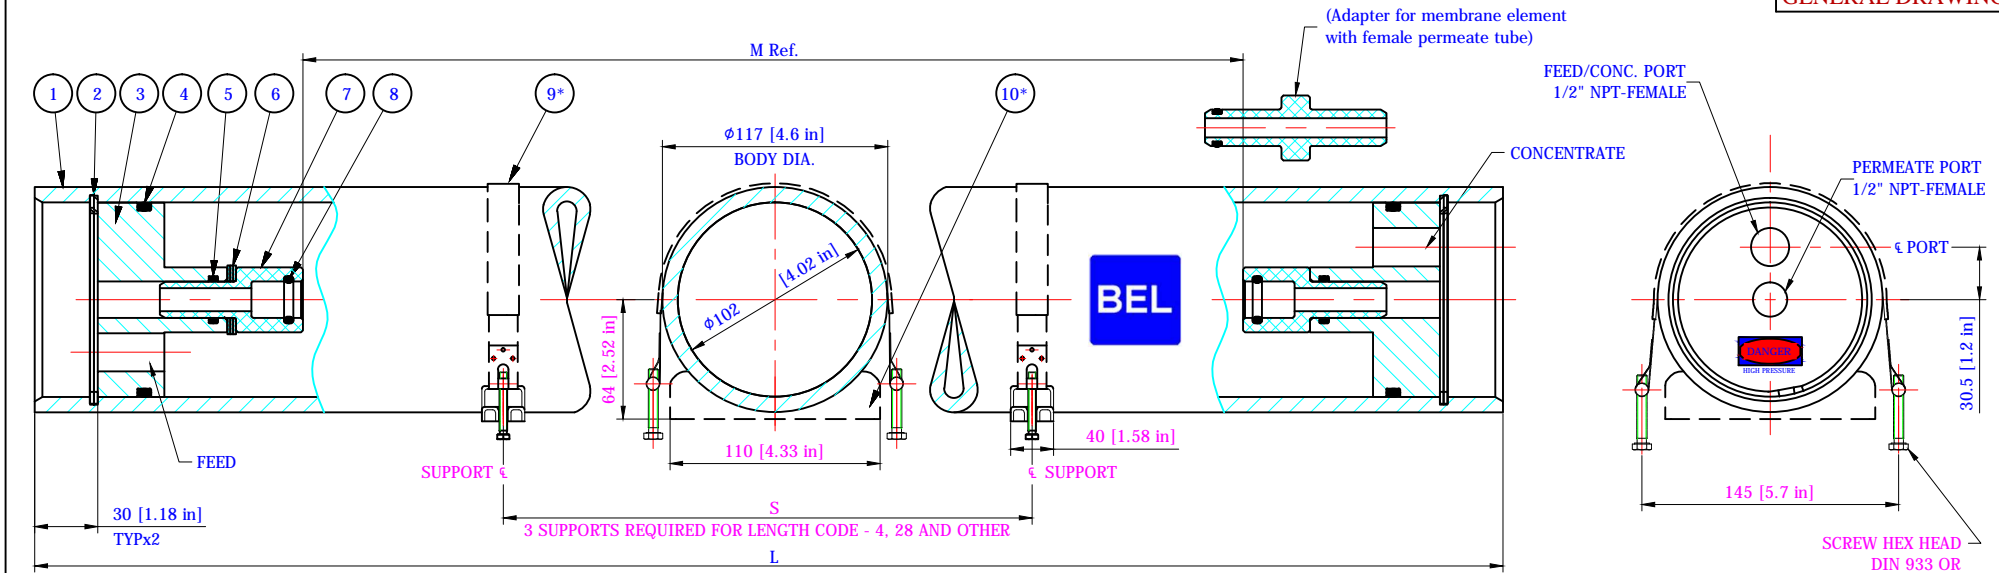 GENERAL DRAWING
(Adapter for membrane element
with female permeate tube)
M Ref.
FEED/CONC. PORT
1/2" NPT-FEMALE
1
2
3
4
5
6
7
8
9*
10*
ϕ117 [4.6 in]
BODY DIA.
CONCENTRATE
PERMEATE PORT
1/2" NPT-FEMALE
℄ PORT
[4.02 in]
ϕ102
BEL
64 [2.52 in]
30.5 [1.2 in]
DANGER
HIGH PRESSURE
FEED
SUPPORT ℄
110 [4.33 in]
40 [1.58 in]
℄ SUPPORT
145 [5.7 in]
30 [1.18 in]
TYPx2
S
3 SUPPORTS REQUIRED FOR LENGTH CODE - 4, 28 AND OTHER
L
SCREW HEX HEAD
DIN 933 OR